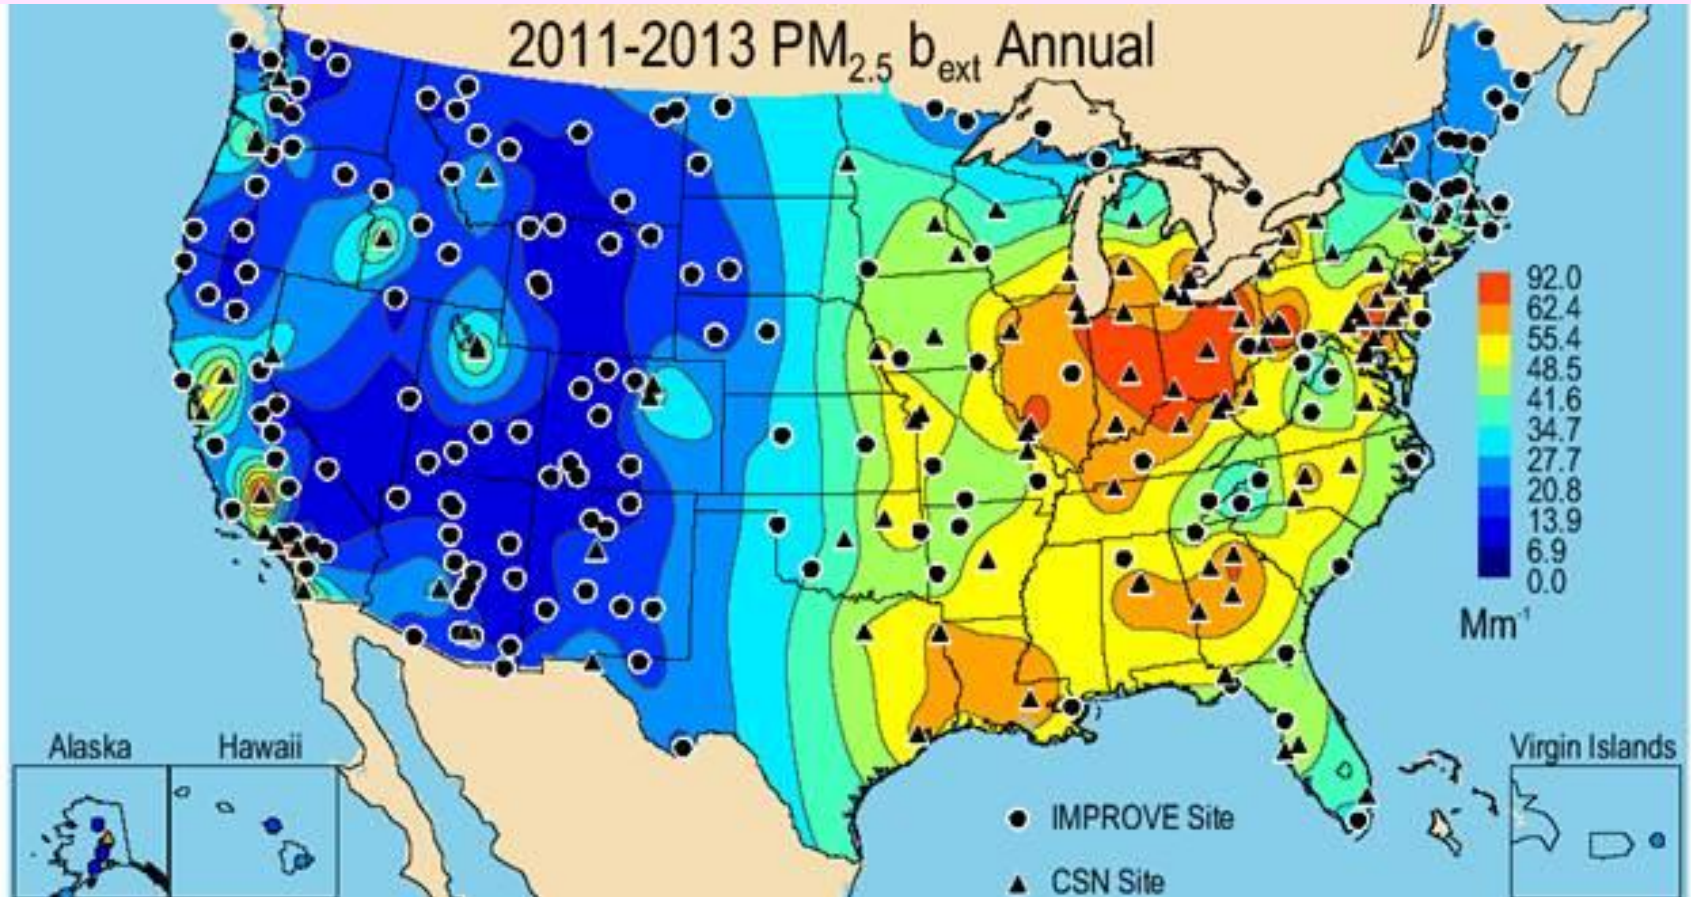 2011-2013 PM2.5 bext Annual
92.0
62.4
55.4
48.5
41.6
34.7
27.7
20.8
13.9
6.9
0.0
Mm-1
Alaska
Hawaii
Virgin Islands
IMPROVE Site
CSN Site